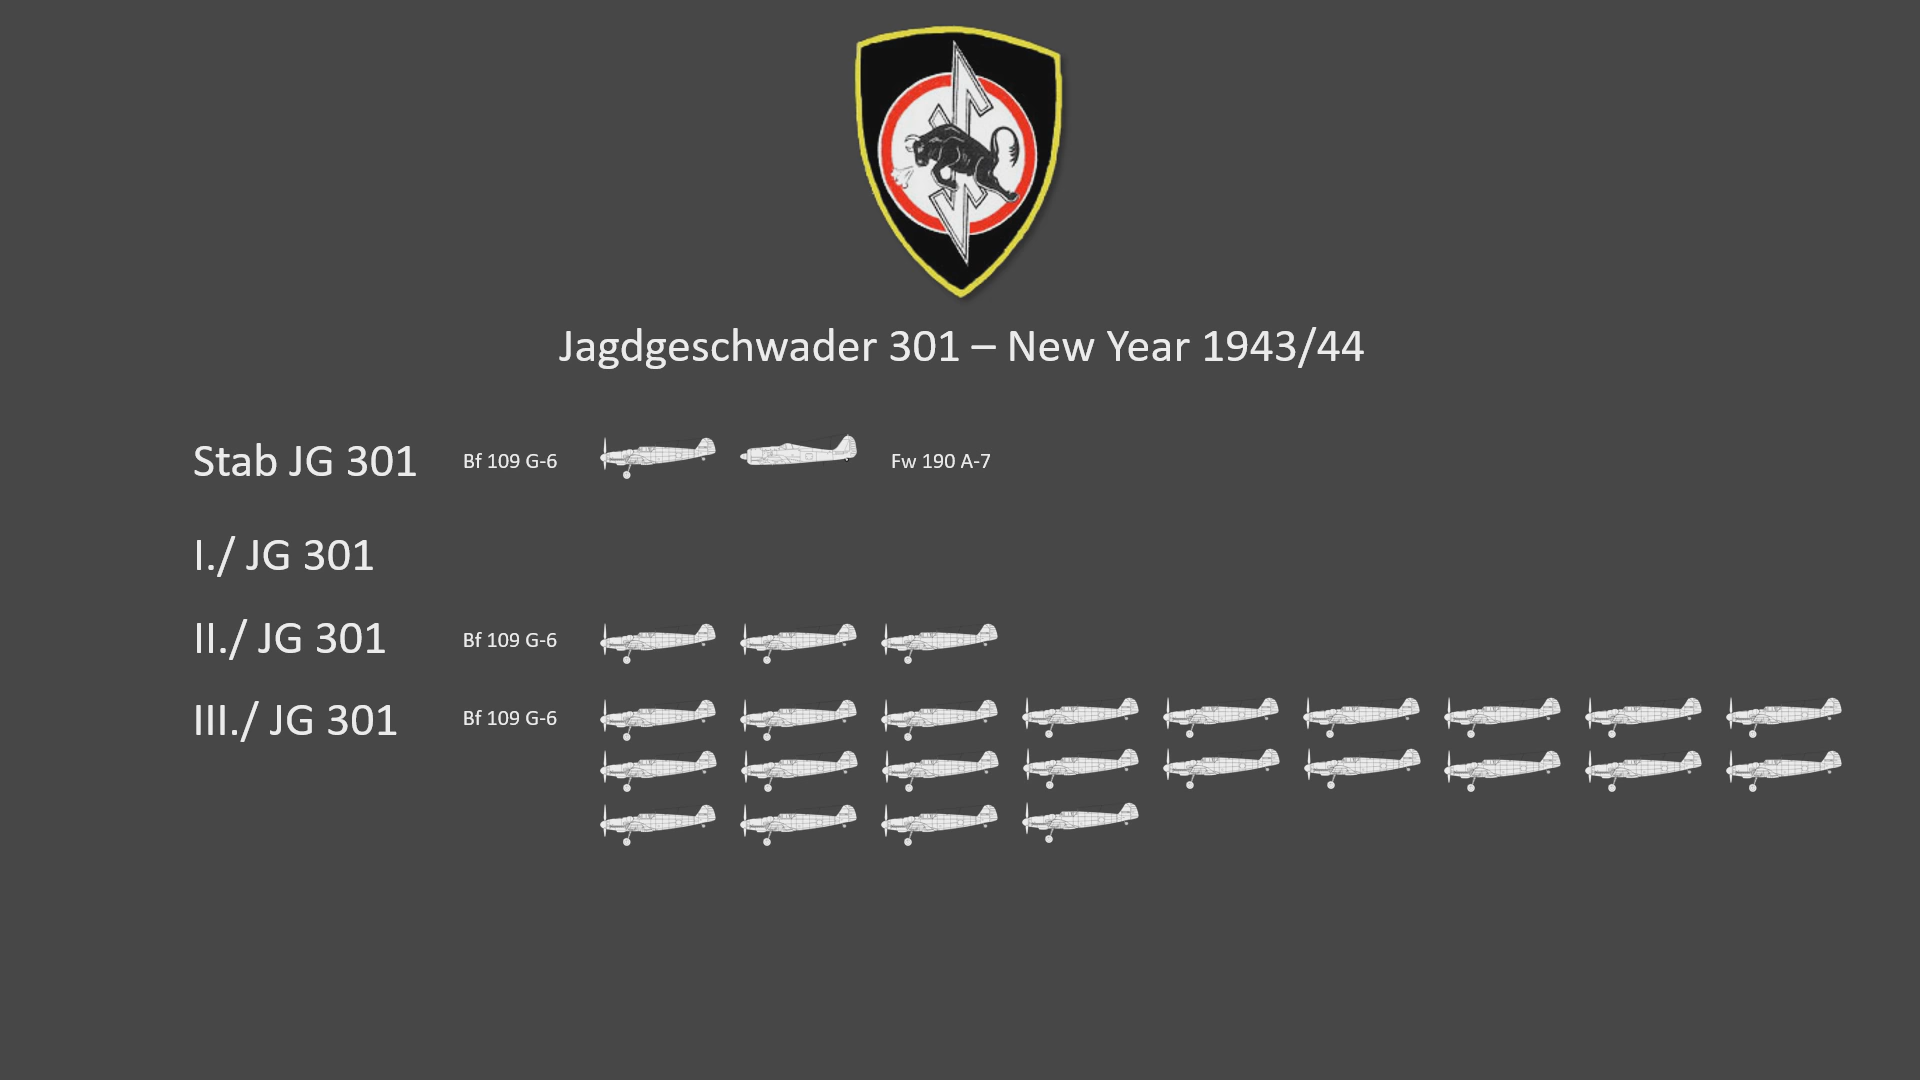 Jagdgeschwader 301 – New Year 1943/44
Stab JG 301 Bf 109 G-6 Fw 190 A-7
I./ JG 301
II./ JG 301 Bf 109 G-6
III./ JG 301 Bf 109 G-6